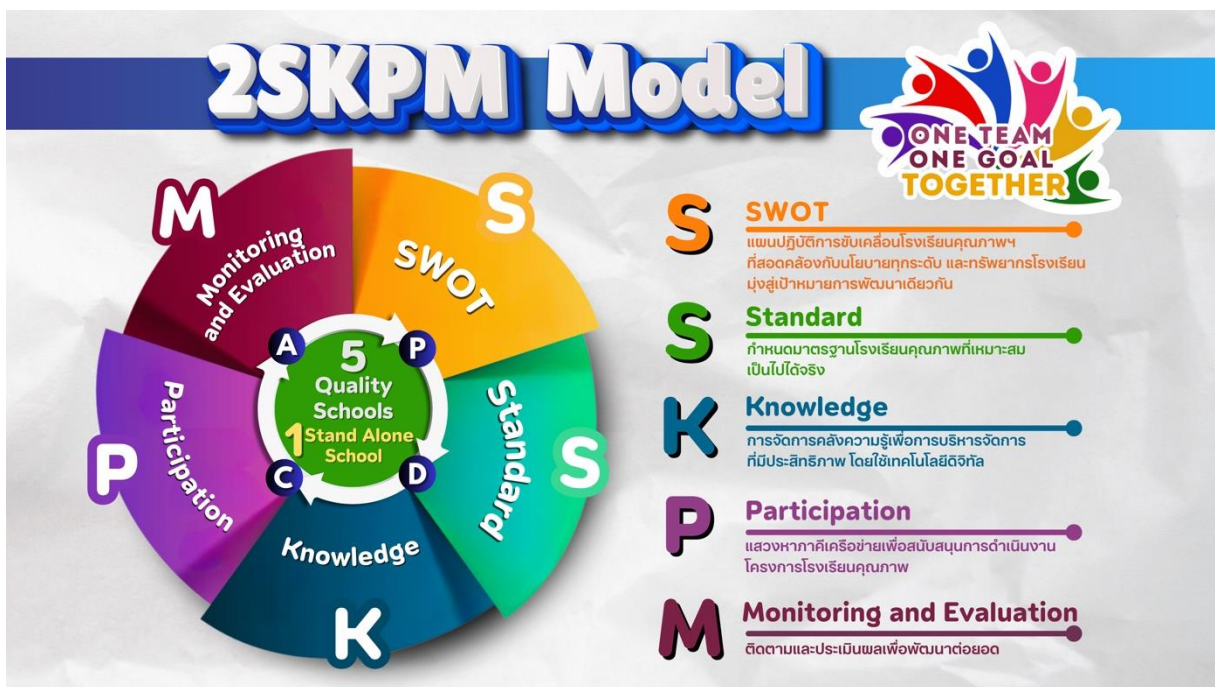 2SKPM Model
ONE TEAM
ONE GOAL
TOGETHER
M
Monitoring
and Evaluation
S
SWOT
S
Standard
K
Knowledge
P
Participation
A
P
D
C
5
Quality
Schools
1 Stand Alone
School
S
SWOT
แผนปฏิบัติการขับเคลื่อนโรงเรียนคุณภาพฯ
ที่สอดคล้องกับนโยบายทุกระดับ และทรัพยากรโรงเรียน
มุ่งสู่เป้าหมายการพัฒนาเดียวกัน
S
Standard
กำหนดมาตรฐานโรงเรียนคุณภาพที่เหมาะสม
เป็นไปได้จริง
K
Knowledge
การจัดการคลังความรู้เพื่อการบริหารจัดการ
ที่มีประสิทธิภาพ โดยใช้เทคโนโลยีดิจิทัล
P
Participation
แสวงหาภาคีเครือข่ายเพื่อสนับสนุนการดำเนินงาน
โครงการโรงเรียนคุณภาพ
M
Monitoring and Evaluation
ติดตามและประเมินผลเพื่อพัฒนาต่อยอด